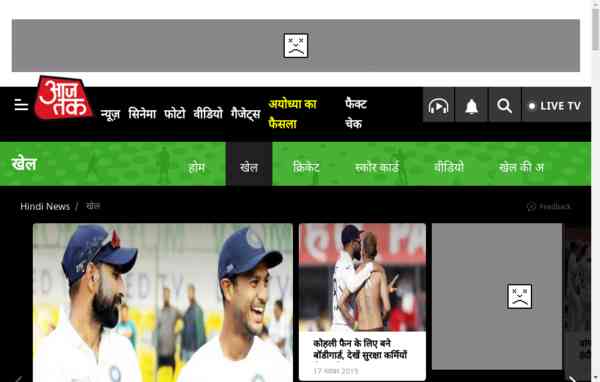 आज
तक
न्यूज़ सिनेमा फोटो वीडियो गैजेट्स
अयोध्या का
फैसला
फैक्ट
चेक
LIVE TV
खेल
होम खेल क्रिकेट स्कोर कार्ड वीडियो खेल की अ
Hindi News / खेल
Feedback
कोहली फैन के लिए बने
बॉडीगार्ड, देखें सुरक्षा कर्मियों
17 नवंबर 2019